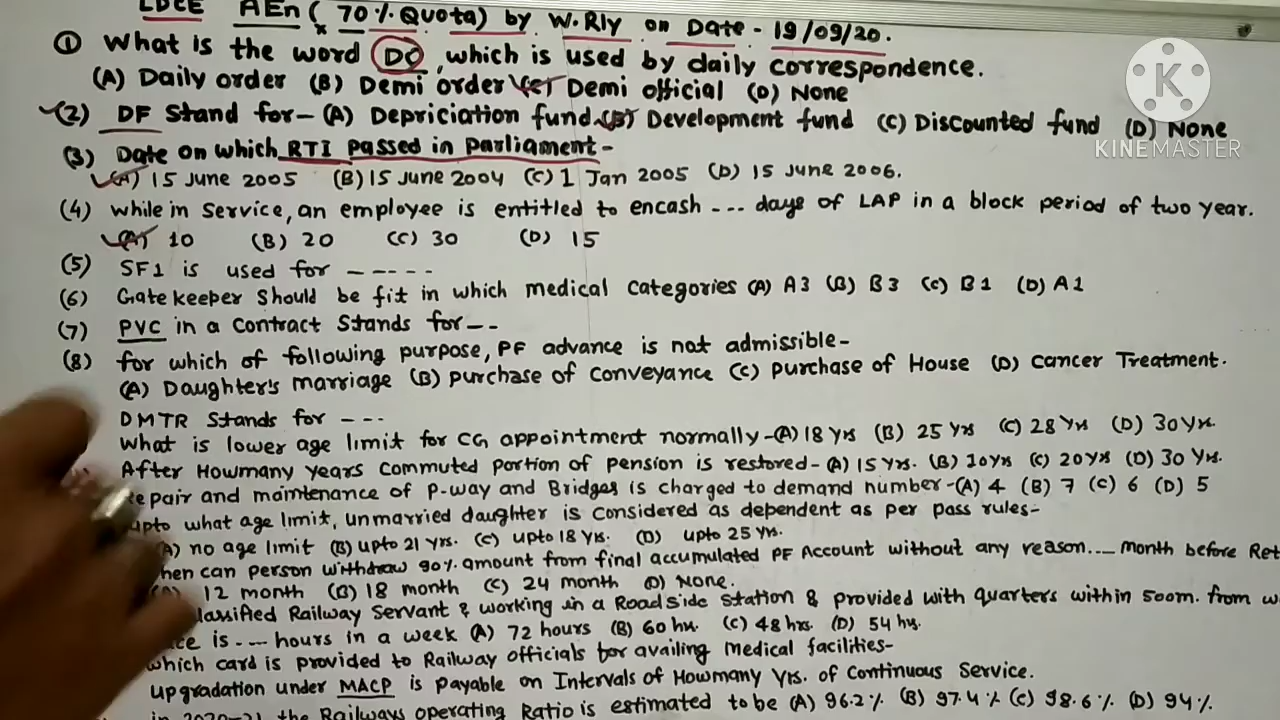 LDCE AEn (70% Quota) by W.Rly on Date - 19/09/20.
① What is the word DO, which is used by daily correspondence.
(A) Daily order (B) Demi order (C) Demi official (D) None
(2) DF Stand for- (A) Depriciation fund (B) Development fund (C) Discounted fund (D) None
(3) Date on which RTI passed in Parliament-
(A) 15 June 2005 (B) 15 June 2004 (C) 1 Jan 2005 (D) 15 June 2006.
(4) while in Service, an employee is entitled to encash --- days of LAP in a block period of two year.
(A) 10 (B) 20 (C) 30 (D) 15
(5) SF1 is used for -----
(6) Gatekeeper Should be fit in which medical categories (A) A3 (B) B3 (C) B1 (D) A1
(7) PVC in a Contract Stands for--
(8) for which of following purpose, PF advance is not admissible-
(A) Daughter's marriage (B) purchase of conveyance (C) purchase of House (D) Cancer Treatment.
DMTR Stands for ---
What is lower age limit for CG appointment normally-(A) 18 Yrs (B) 25 Yrs (C) 28 Yrs (D) 30 Yrs.
After Howmany years Commuted portion of pension is restored- (A) 15 Yrs. (B) 10 Yrs (C) 20 Yrs (D) 30 Yrs.
pair and maintenance of P-way and Bridges is charged to demand number-(A) 4 (B) 7 (C) 6 (D) 5
upto what age limit, unmarried daughter is considered as dependent as per pass rules-
(A) no age limit (B) upto 21 yrs. (C) upto 18 Yrs. (D) upto 25 Yrs.
hen can person withdraw 90% amount from final accumulated PF Account without any reason --- month before Ret
12 month (B) 18 month (C) 24 month (D) None.
lassified Railway Servant & working in a Roadside station & provided with quarters within 500m. from w
ce is --- hours in a week (A) 72 hours (B) 60 hrs. (C) 48 hrs. (D) 54 hrs.
which card is provided to Railway officials for availing medical facilities-
upgradation under MACP is payable on Intervals of Howmany Yrs. of Continuous Service.
in 2020-21 the Railways operating Ratio is estimated to be (A) 96.2% (B) 97.4% (C) 98.6% (D) 94%.
K
KINEMASTER